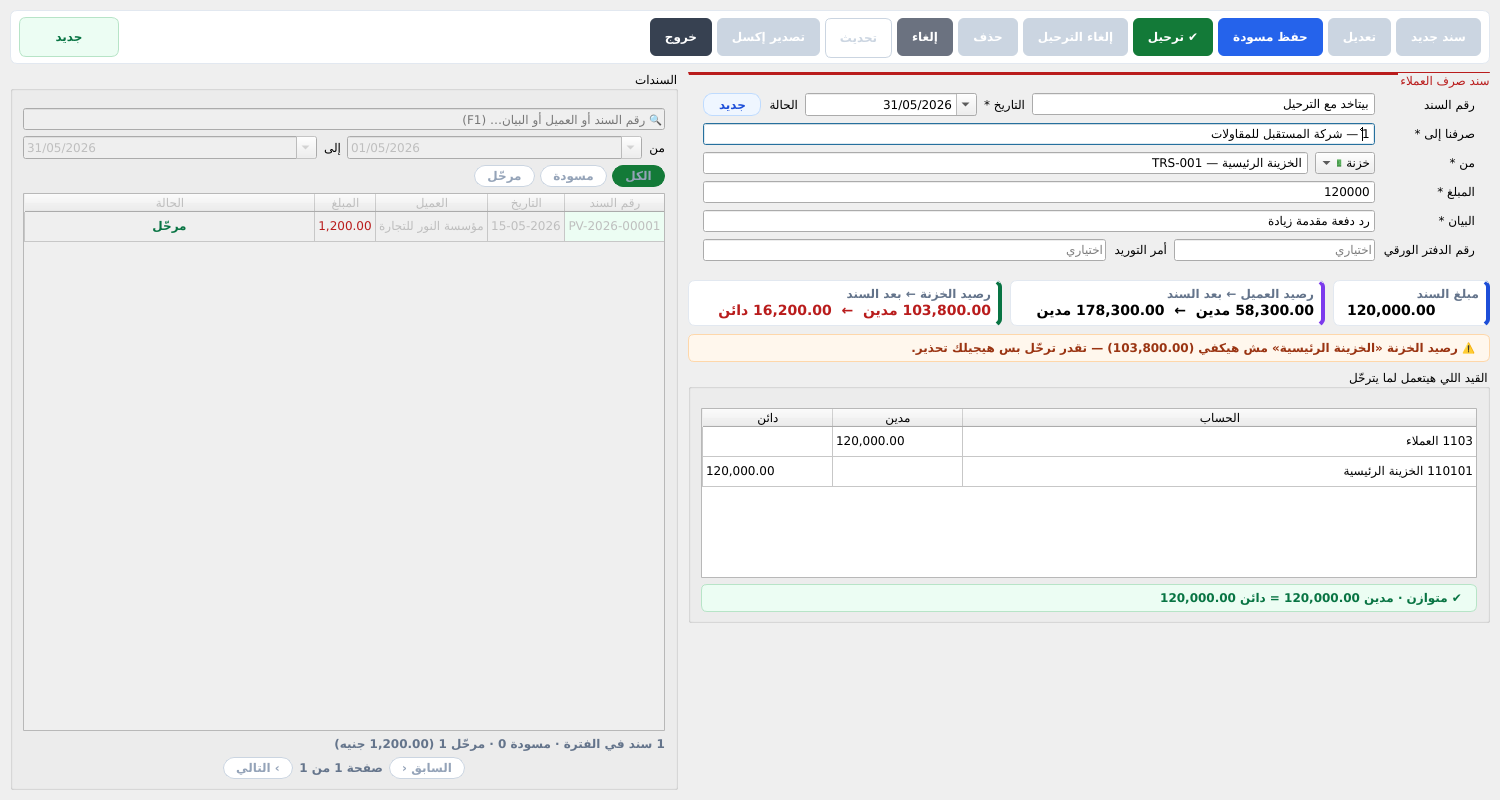 سند جديد
تعديل
حفظ مسودة
✔ ترحيل
إلغاء الترحيل
حذف
إلغاء
تحديث
تصدير إكسل
خروج
جديد
سند صرف العملاء
رقم السند
بيتاخد مع الترحيل
التاريخ *
31/05/2026
الحالة
جديد
صرفنا إلى *
1 — شركة المستقبل للمقاولات
من *
خزنة
الخزينة الرئيسية — TRS-001
المبلغ *
120000
البيان *
رد دفعة مقدمة زيادة
رقم الدفتر الورقي
اختياري
أمر التوريد
اختياري
مبلغ السند
120,000.00
رصيد العميل ← بعد السند
58,300.00 مدين ← 178,300.00 مدين
رصيد الخزنة ← بعد السند
103,800.00 مدين ← 16,200.00 دائن
⚠️ رصيد الخزنة «الخزينة الرئيسية» مش هيكفي (103,800.00) — تقدر ترحّل بس هيجيلك تحذير.
القيد اللي هيتعمل لما يترحّل
الحساب مدين دائن
1103 العملاء 120,000.00
110101 الخزينة الرئيسية 120,000.00
✔ متوازن · مدين 120,000.00 = دائن 120,000.00
السندات
🔍 رقم السند أو العميل أو البيان... (F1)
من
01/05/2026
إلى
31/05/2026
الكل
مسودة
مرحّل
رقم السند التاريخ العميل المبلغ الحالة
PV-2026-00001 15-05-2026 مؤسسة النور للتجارة 1,200.00 مرحّل
1 سند في الفترة · مسودة 0 · مرحّل 1 (1,200.00 جنيه)
السابق ‹
صفحة 1 من 1
› التالي